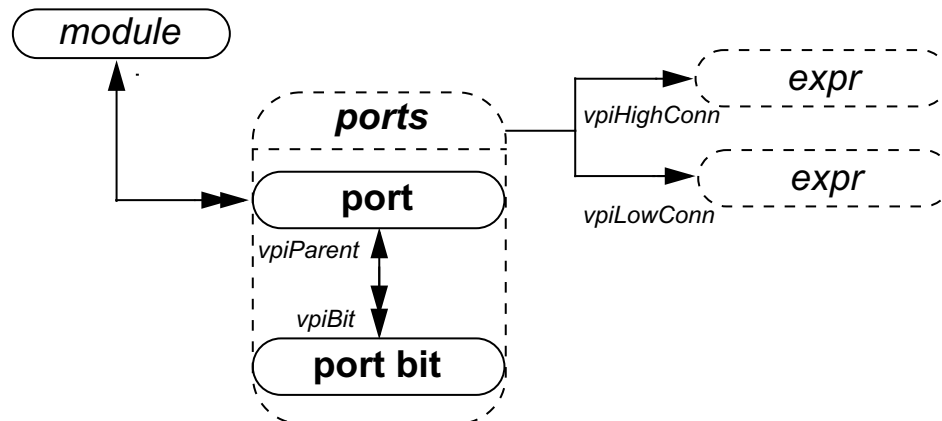 module
expr
ports
vpiHighConn
expr
port
vpiLowConn
vpiParent
vpiBit
port bit